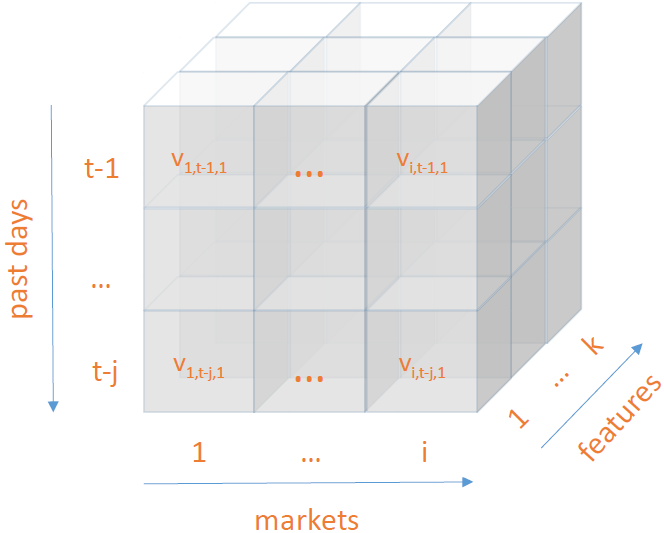 t-1 v1,t-1,1 ... vi,t-1,1
...
t-j v1,t-j,1 ... vi,t-j,1
past days
1 ... i
markets
1 ... k
features